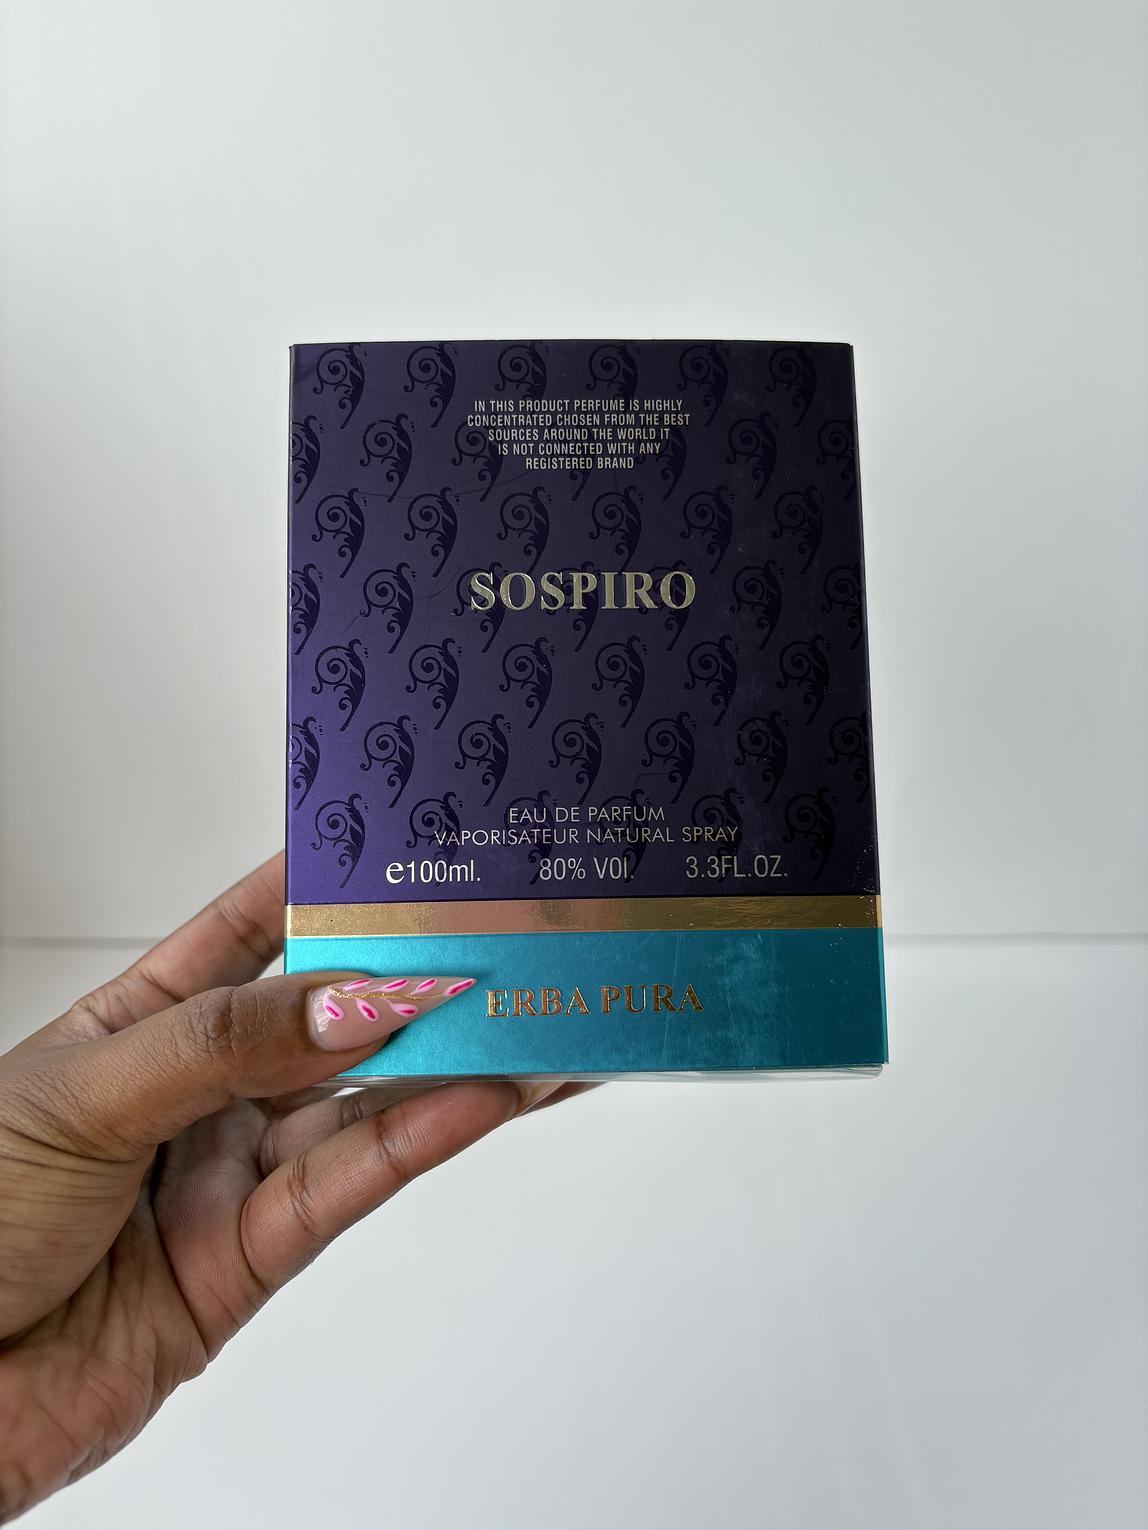 IN THIS PRODUCT PERFUME IS HIGHLY
CONCENTRATED CHOSEN FROM THE BEST
SOURCES AROUND THE WORLD IT
IS NOT CONNECTED WITH ANY
REGISTERED BRAND
SOSPIRO
EAU DE PARFUM
VAPORISATEUR NATURAL SPRAY
e100ml. 80% VOl. 3.3FL.OZ.
ERBA PURA